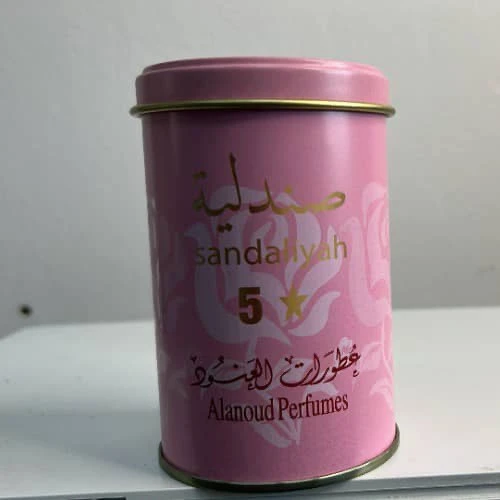 صندلية
sandaliyah
5 ★
عطورات العنود
Alanoud Perfumes